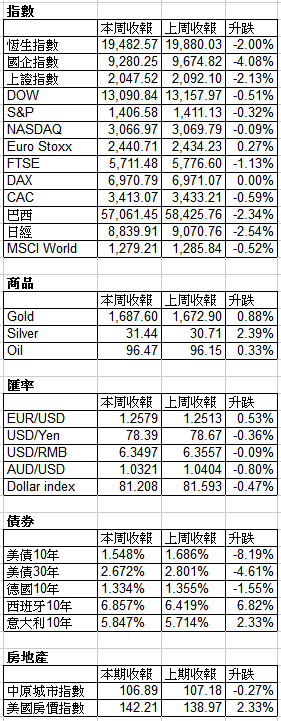 指數
本周收報 上周收報 升跌
恆生指數 19,482.57 19,880.03 -2.00%
國企指數 9,280.25 9,674.82 -4.08%
上證指數 2,047.52 2,092.10 -2.13%
DOW 13,090.84 13,157.97 -0.51%
S&P 1,406.58 1,411.13 -0.32%
NASDAQ 3,066.97 3,069.79 -0.09%
Euro Stoxx 2,440.71 2,434.23 0.27%
FTSE 5,711.48 5,776.60 -1.13%
DAX 6,970.79 6,971.07 0.00%
CAC 3,413.07 3,433.21 -0.59%
巴西 57,061.45 58,425.76 -2.34%
日經 8,839.91 9,070.76 -2.54%
MSCI World 1,279.21 1,285.84 -0.52%
商品
本周收報 上周收報 升跌
Gold 1,687.60 1,672.90 0.88%
Silver 31.44 30.71 2.39%
Oil 96.47 96.15 0.33%
匯率
本周收報 上周收報 升跌
EUR/USD 1.2579 1.2513 0.53%
USD/Yen 78.39 78.67 -0.36%
USD/RMB 6.3497 6.3557 -0.09%
AUD/USD 1.0321 1.0404 -0.80%
Dollar index 81.208 81.593 -0.47%
債券
本周收報 上周收報 升跌
美債10年 1.548% 1.686% -8.19%
美債30年 2.672% 2.801% -4.61%
德國10年 1.334% 1.355% -1.55%
西班牙10年 6.857% 6.419% 6.82%
意大利10年 5.847% 5.714% 2.33%
房地產
本期收報 上期收報 升跌
中原城市指數 106.89 107.18 -0.27%
美國房價指數 142.21 138.97 2.33%